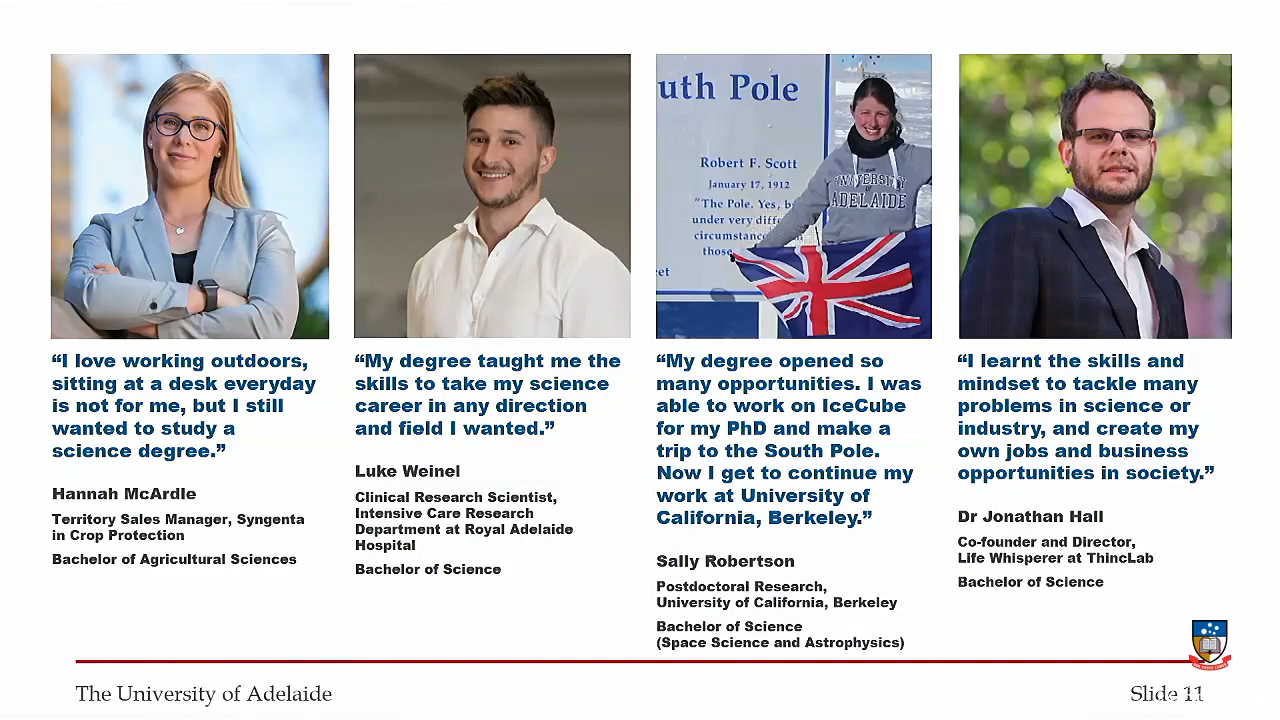 uth Pole
Robert F. Scott
January 17, 1912
"The Pole. Yes, b
under very diffe
circumstance
those
et
UNIVERSITY
ADELAIDE
“I love working outdoors,
sitting at a desk everyday
is not for me, but I still
wanted to study a
science degree.”
Hannah McArdle
Territory Sales Manager, Syngenta
in Crop Protection
Bachelor of Agricultural Sciences
“My degree taught me the
skills to take my science
career in any direction
and field I wanted.”
Luke Weinel
Clinical Research Scientist,
Intensive Care Research
Department at Royal Adelaide
Hospital
Bachelor of Science
“My degree opened so
many opportunities. I was
able to work on IceCube
for my PhD and make a
trip to the South Pole.
Now I get to continue my
work at University of
California, Berkeley.”
Sally Robertson
Postdoctoral Research,
University of California, Berkeley
Bachelor of Science
(Space Science and Astrophysics)
“I learnt the skills and
mindset to tackle many
problems in science or
industry, and create my
own jobs and business
opportunities in society.”
Dr Jonathan Hall
Co-founder and Director,
Life Whisperer at ThincLab
Bachelor of Science
The University of Adelaide
Slide 11